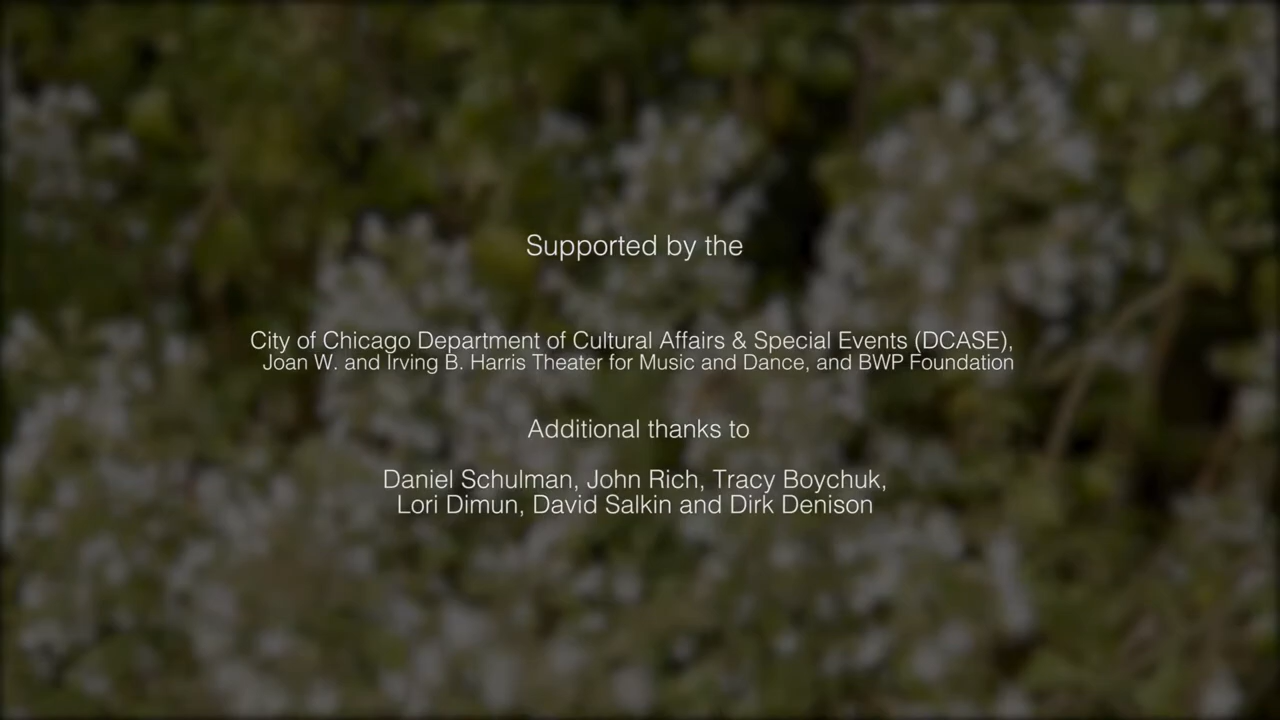 Supported by the
City of Chicago Department of Cultural Affairs & Special Events (DCASE),
Joan W. and Irving B. Harris Theater for Music and Dance, and BWP Foundation
Additional thanks to
Daniel Schulman, John Rich, Tracy Boychuk,
Lori Dimun, David Salkin and Dirk Denison